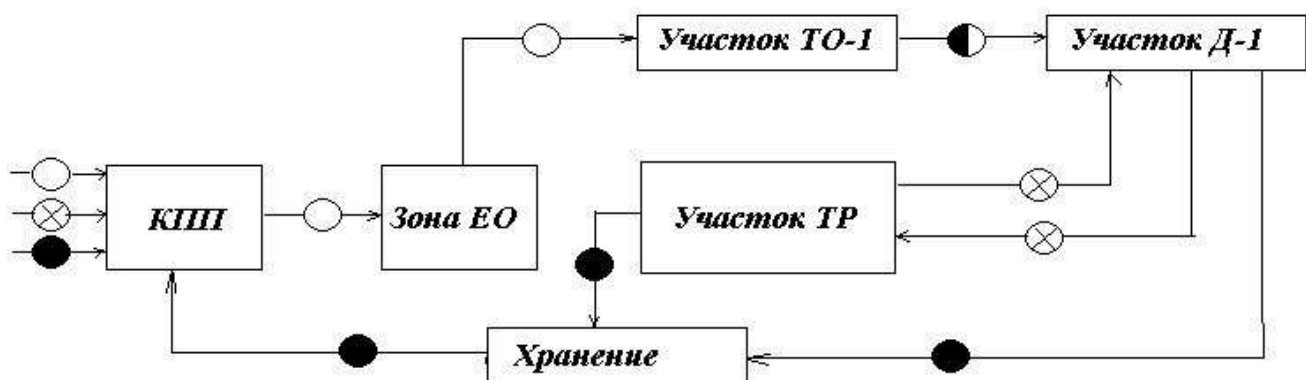 Участок ТО-1
Участок Д-1
КПП
Зона ЕО
Участок ТР
Хранение